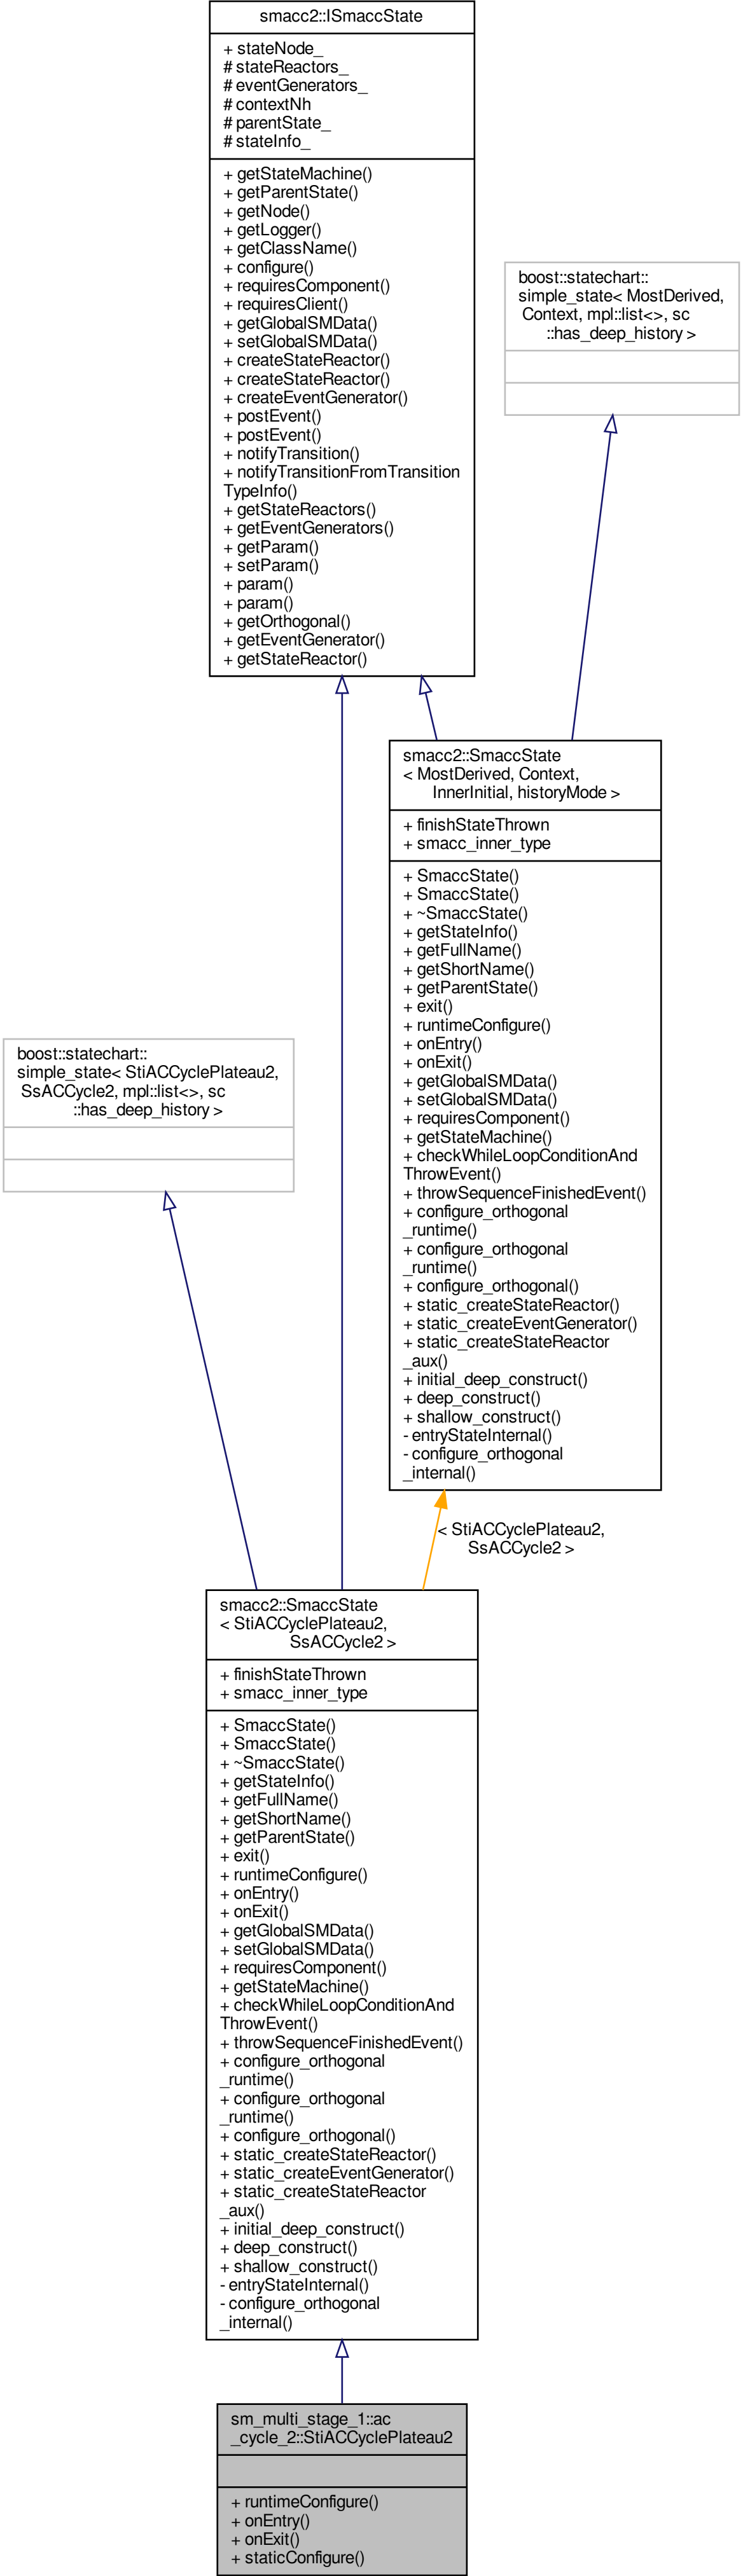 smacc2::ISmaccState
+ stateNode_
# stateReactors_
# eventGenerators_
# contextNh
# parentState_
# stateInfo_
+ getStateMachine()
+ getParentState()
+ getNode()
+ getLogger()
+ getClassName()
+ configure()
+ requiresComponent()
+ requiresClient()
+ getGlobalSMData()
+ setGlobalSMData()
+ createStateReactor()
+ createStateReactor()
+ createEventGenerator()
+ postEvent()
+ postEvent()
+ notifyTransition()
+ notifyTransitionFromTransition
TypeInfo()
+ getStateReactors()
+ getEventGenerators()
+ getParam()
+ setParam()
+ param()
+ param()
+ getOrthogonal()
+ getEventGenerator()
+ getStateReactor()
boost::statechart::
simple_state< MostDerived,
Context, mpl::list<>, sc
::has_deep_history >
smacc2::SmaccState
< MostDerived, Context,
InnerInitial, historyMode >
+ finishStateThrown
+ smacc_inner_type
+ SmaccState()
+ SmaccState()
+ ~SmaccState()
+ getStateInfo()
+ getFullName()
+ getShortName()
+ getParentState()
+ exit()
+ runtimeConfigure()
+ onEntry()
+ onExit()
+ getGlobalSMData()
+ setGlobalSMData()
+ requiresComponent()
+ getStateMachine()
+ checkWhileLoopConditionAnd
ThrowEvent()
+ throwSequenceFinishedEvent()
+ configure_orthogonal
_runtime()
+ configure_orthogonal
_runtime()
+ configure_orthogonal()
+ static_createStateReactor()
+ static_createEventGenerator()
+ static_createStateReactor
_aux()
+ initial_deep_construct()
+ deep_construct()
+ shallow_construct()
- entryStateInternal()
- configure_orthogonal
_internal()
boost::statechart::
simple_state< StiACCyclePlateau2,
SsACCycle2, mpl::list<>, sc
::has_deep_history >
< StiACCyclePlateau2,
SsACCycle2 >
smacc2::SmaccState
< StiACCyclePlateau2,
SsACCycle2 >
+ finishStateThrown
+ smacc_inner_type
+ SmaccState()
+ SmaccState()
+ ~SmaccState()
+ getStateInfo()
+ getFullName()
+ getShortName()
+ getParentState()
+ exit()
+ runtimeConfigure()
+ onEntry()
+ onExit()
+ getGlobalSMData()
+ setGlobalSMData()
+ requiresComponent()
+ getStateMachine()
+ checkWhileLoopConditionAnd
ThrowEvent()
+ throwSequenceFinishedEvent()
+ configure_orthogonal
_runtime()
+ configure_orthogonal
_runtime()
+ configure_orthogonal()
+ static_createStateReactor()
+ static_createEventGenerator()
+ static_createStateReactor
_aux()
+ initial_deep_construct()
+ deep_construct()
+ shallow_construct()
- entryStateInternal()
- configure_orthogonal
_internal()
sm_multi_stage_1::ac
_cycle_2::StiACCyclePlateau2
+ runtimeConfigure()
+ onEntry()
+ onExit()
+ staticConfigure()